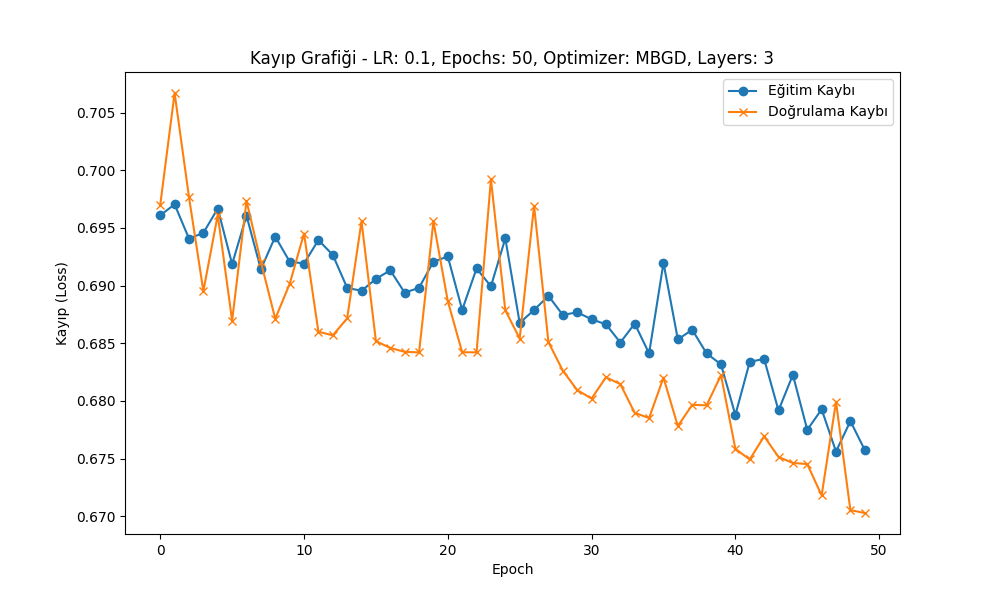 Kayıp Grafiği - LR: 0.1, Epochs: 50, Optimizer: MBGD, Layers: 3
Eğitim Kaybı
Doğrulama Kaybı
Kayıp (Loss)
0.705
0.700
0.695
0.690
0.685
0.680
0.675
0.670
0 10 20 30 40 50
Epoch